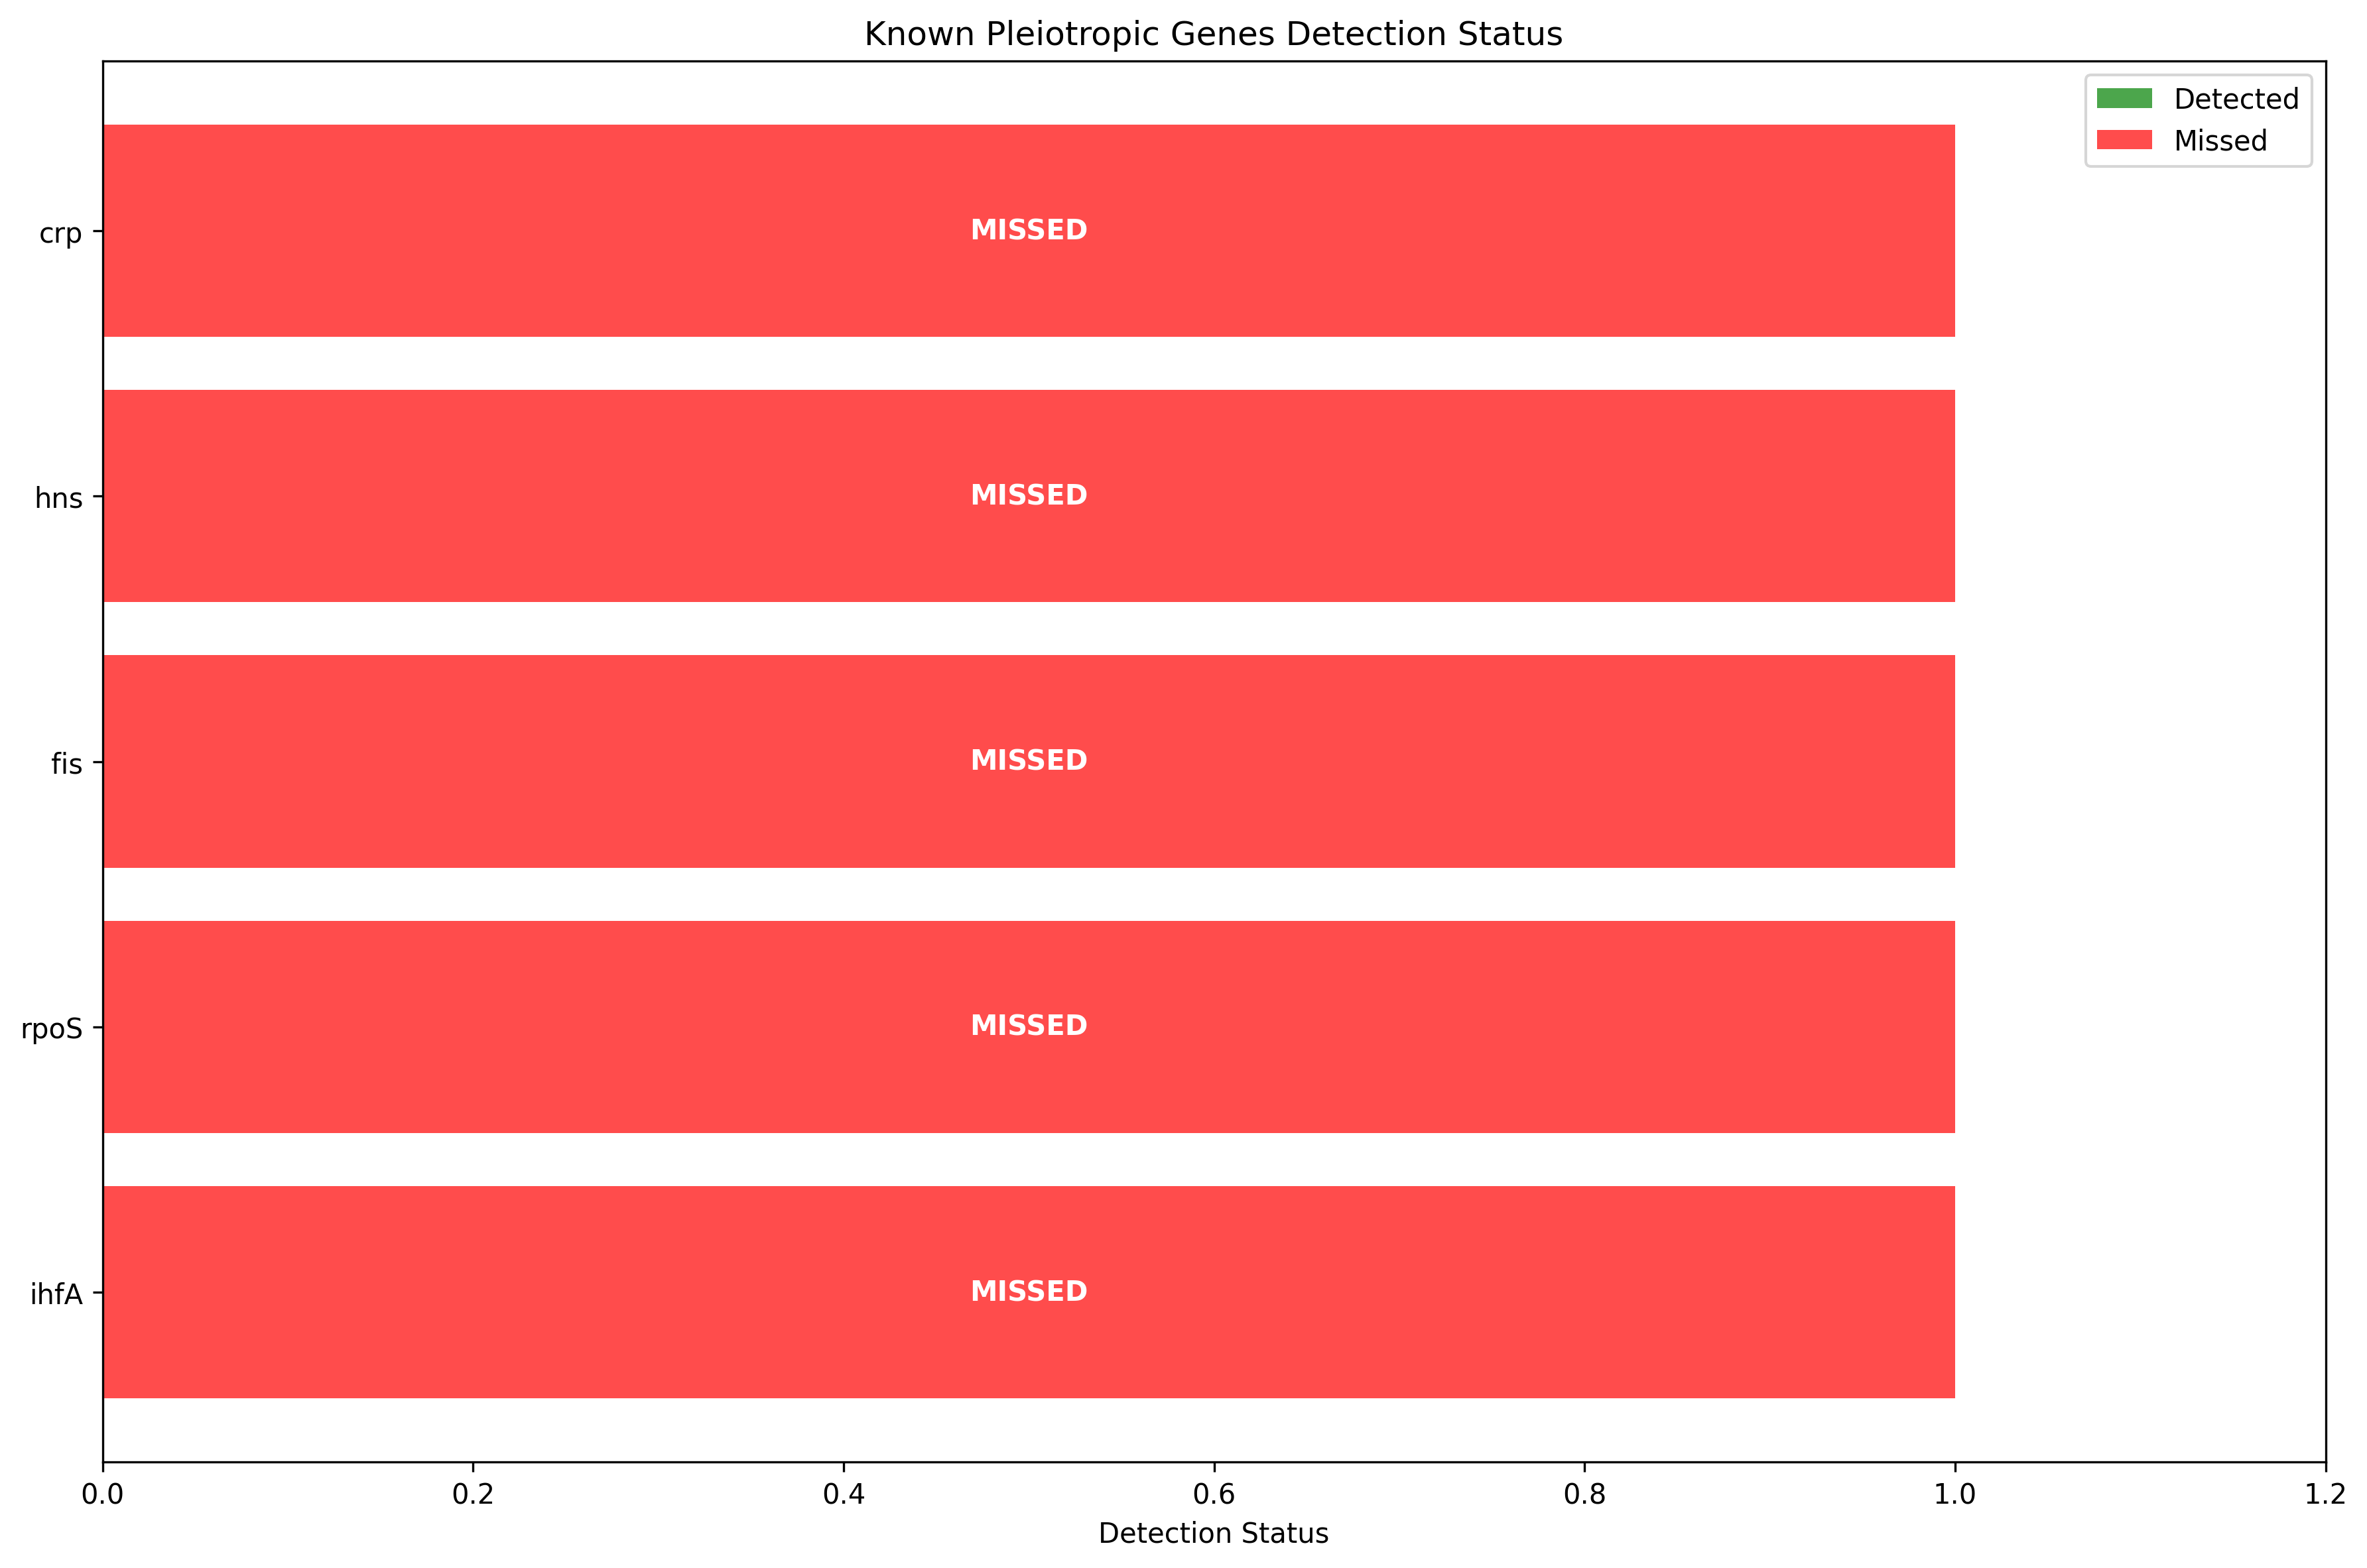 Known Pleiotropic Genes Detection Status
Detected
Missed
crp
MISSED
hns
MISSED
fis
MISSED
rpoS
MISSED
ihfA
MISSED
0.0 0.2 0.4 0.6 0.8 1.0 1.2
Detection Status